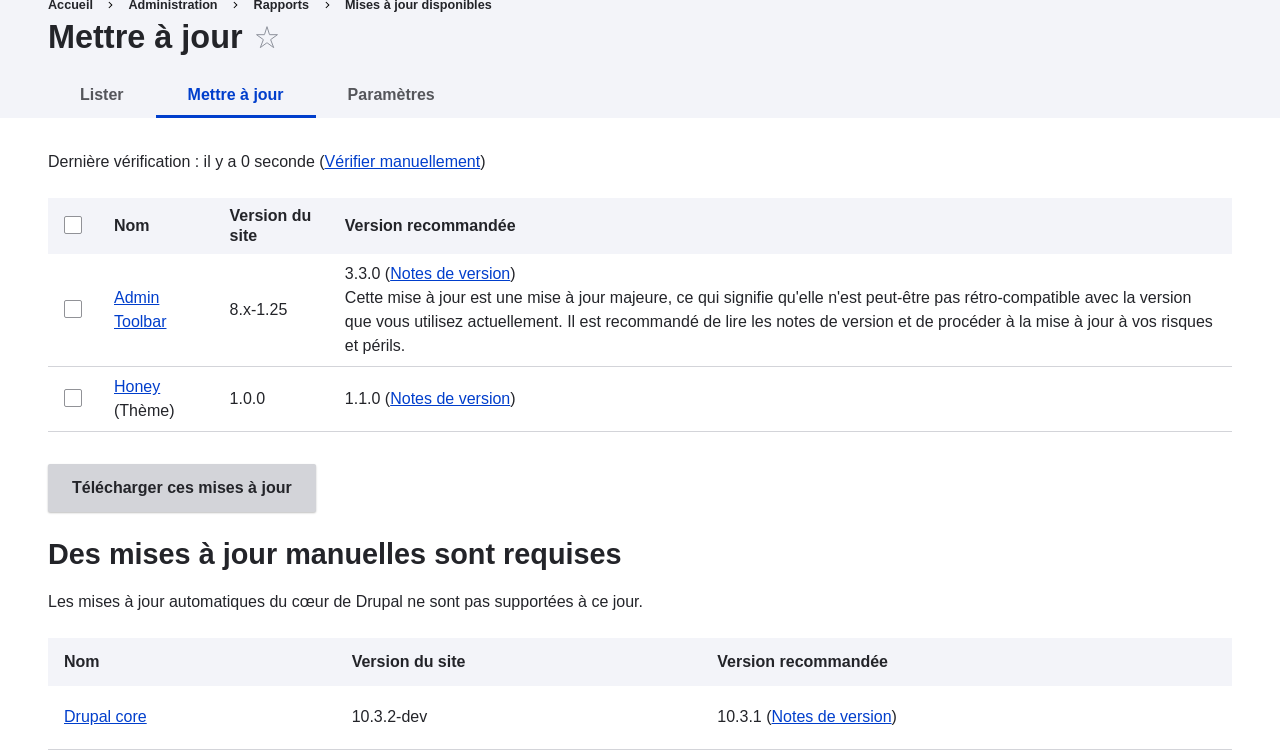 Accueil > Administration > Rapports > Mises à jour disponibles
Mettre à jour ☆
Lister Mettre à jour Paramètres
Dernière vérification : il y a 0 seconde (Vérifier manuellement)
Nom Version du site Version recommandée
Admin Toolbar 8.x-1.25 3.3.0 (Notes de version)
Cette mise à jour est une mise à jour majeure, ce qui signifie qu'elle n'est peut-être pas rétro-compatible avec la version
que vous utilisez actuellement. Il est recommandé de lire les notes de version et de procéder à la mise à jour à vos risques
et périls.
Honey (Thème) 1.0.0 1.1.0 (Notes de version)
Télécharger ces mises à jour
Des mises à jour manuelles sont requises
Les mises à jour automatiques du cœur de Drupal ne sont pas supportées à ce jour.
Nom Version du site Version recommandée
Drupal core 10.3.2-dev 10.3.1 (Notes de version)